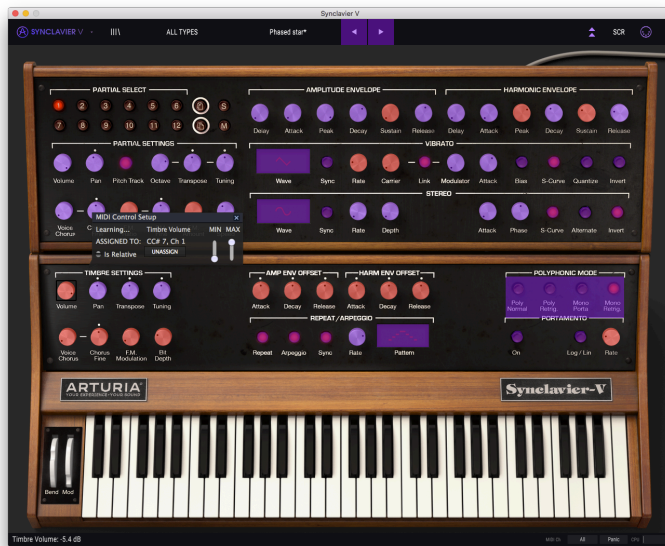 Synclavier V
SYNCLAVIER V
ALL TYPES
Phased star*
SCR
PARTIAL SELECT
AMPLITUDE ENVELOPE
HARMONIC ENVELOPE
1 2 3 4 5 6 S
7 8 9 10 11 12 M
Delay Attack Peak Decay Sustain Release Delay Attack Peak Decay Sustain Release
PARTIAL SETTINGS
VIBRATO
Volume Pan Pitch Track Octave Transpose Tuning
Wave Sync Rate Carrier Link Modulator Attack Bias S-Curve Quantize Invert
STEREO
Voice
Chorus
Wave Sync Rate Depth Attack Phase S-Curve Alternate Invert
MIDI Control Setup ×
Learning... Timbre Volume MIN MAX
ASSIGNED TO: CC# 7, Ch 1
Is Relative UNASSIGN
TIMBRE SETTINGS
AMP ENV OFFSET
HARM ENV OFFSET
POLYPHONIC MODE
Volume Pan Transpose Tuning
Attack Decay Release Attack Decay Release
Poly
Normal
Poly
Retrig.
Mono
Porta
Mono
Retrig.
REPEAT/ARPEGGIO
PORTAMENTO
Voice
Chorus
Chorus
Fine
F.M.
Modulation
Bit
Depth
Repeat Arpeggio Sync Rate Pattern
On Log / Lin Rate
ARTURIA
YOUR EXPERIENCE • YOUR SOUND
Synclavier-V
Bend Mod
Timbre Volume: -5.4 dB
MIDI Ch All Panic CPU